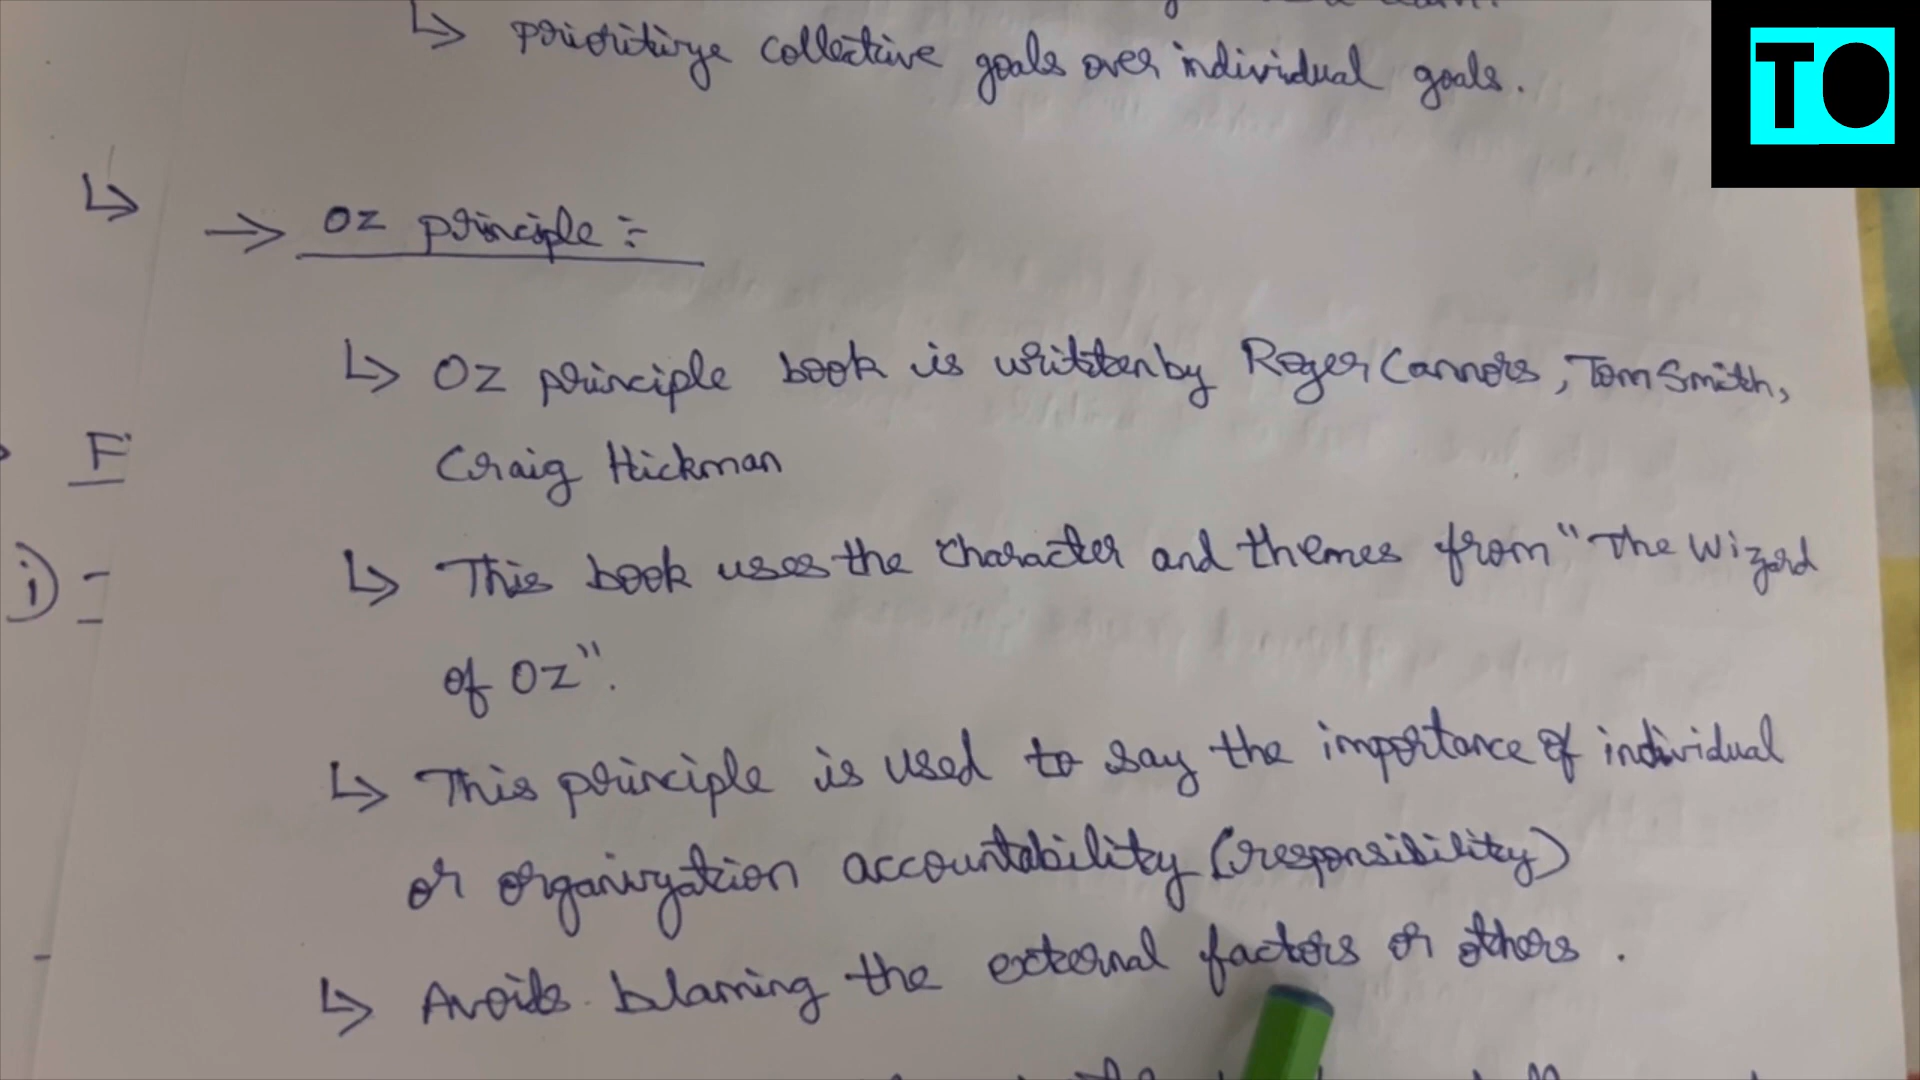 ↳ prioritize collective goals over individual goals.
TO
↳
→ Oz principle :-
↳ Oz principle book is written by Roger Connors, Tom Smith,
Craig Hickman
F
↳ This book uses the character and themes from "The Wizard
i)
of Oz".
↳ This principle is used to say the importance of individual
or organization accountability (responsibility)
↳ Avoids blaming the external factors or others.